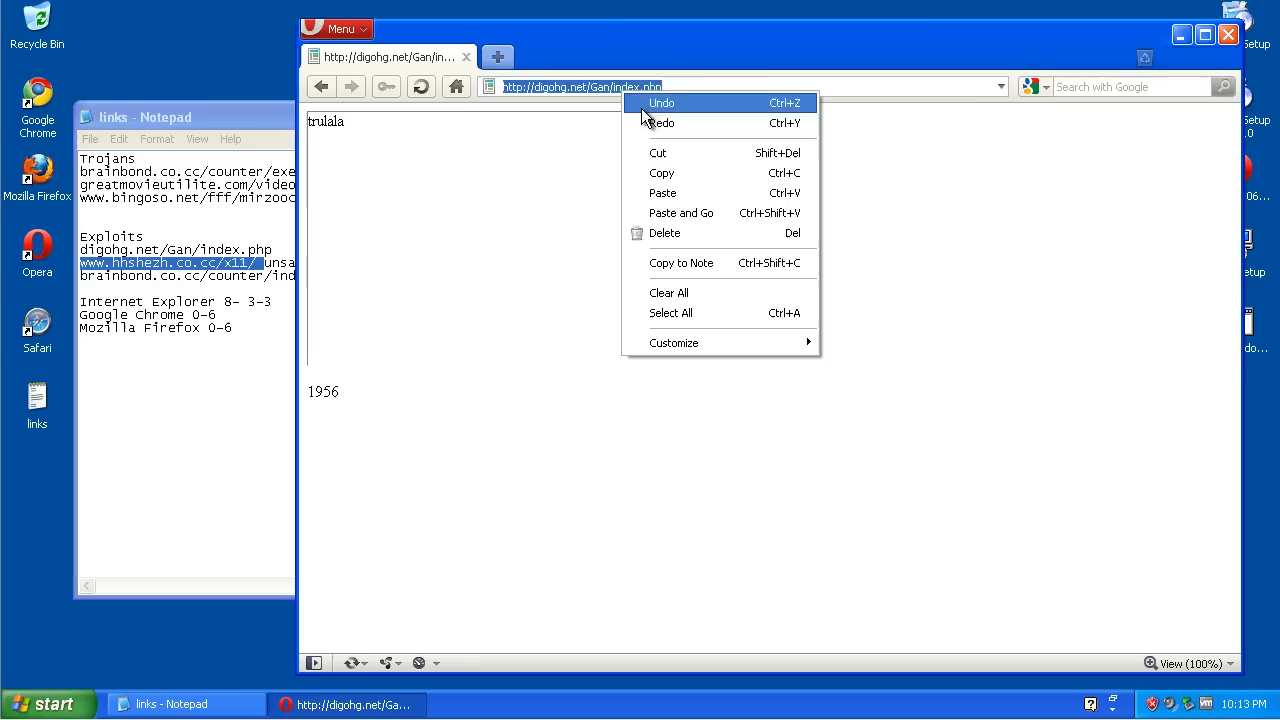 Recycle Bin
Google Chrome
Mozilla Firefox
Opera
Safari
links
links - Notepad
File Edit Format View Help
Trojans
brainbond.co.cc/counter/exe
greatmovieutilite.com/video
www.bingoso.net/fff/mirzooc
Exploits
digohg.net/Gan/index.php
www.hhshezh.co.cc/x11/ unsa
brainbond.co.cc/counter/ind
Internet Explorer 8- 3-3
Google Chrome 0-6
Mozilla Firefox 0-6
Menu
http://digohg.net/Gan/in...
http://digohg.net/Gan/index.php
Search with Google
trulala
1956
Undo Ctrl+Z
Redo Ctrl+Y
Cut Shift+Del
Copy Ctrl+C
Paste Ctrl+V
Paste and Go Ctrl+Shift+V
Delete Del
Copy to Note Ctrl+Shift+C
Clear All
Select All Ctrl+A
Customize
View (100%)
Setup
Setup
.0
06...
etup
do...
start
links - Notepad
http://digohg.net/Ga...
10:13 PM